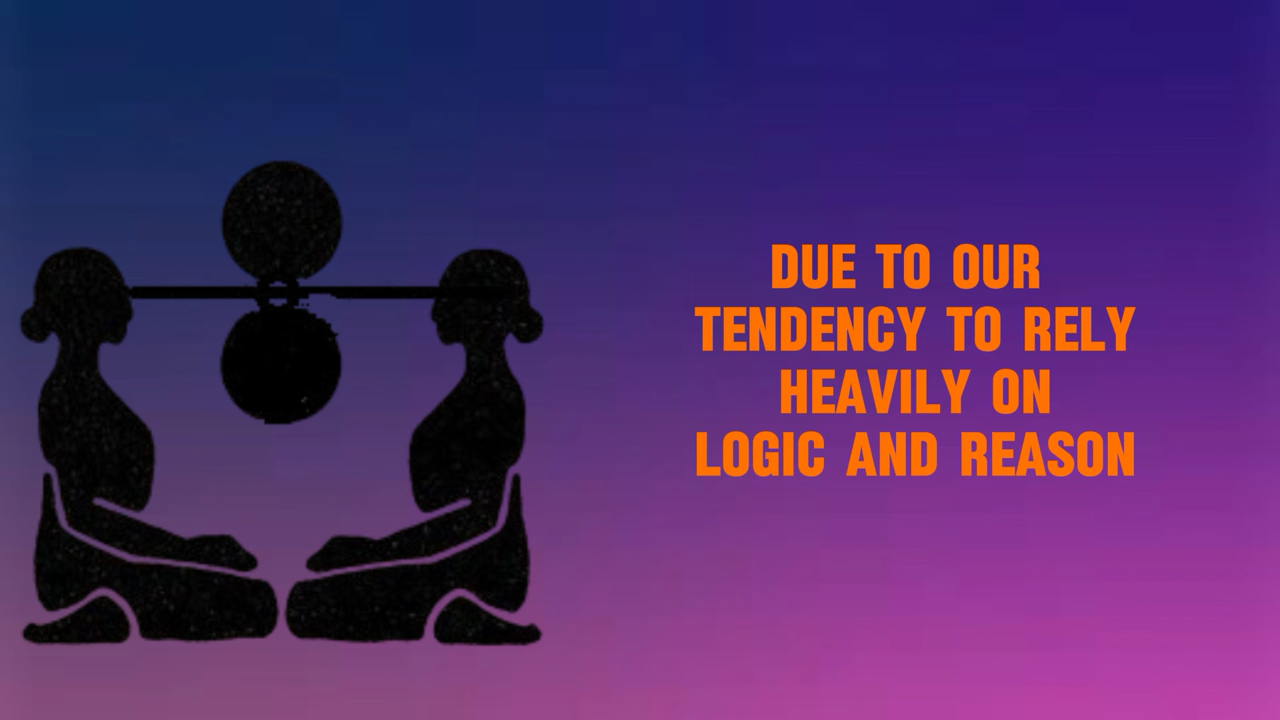 DUE TO OUR
TENDENCY TO RELY
HEAVILY ON
LOGIC AND REASON